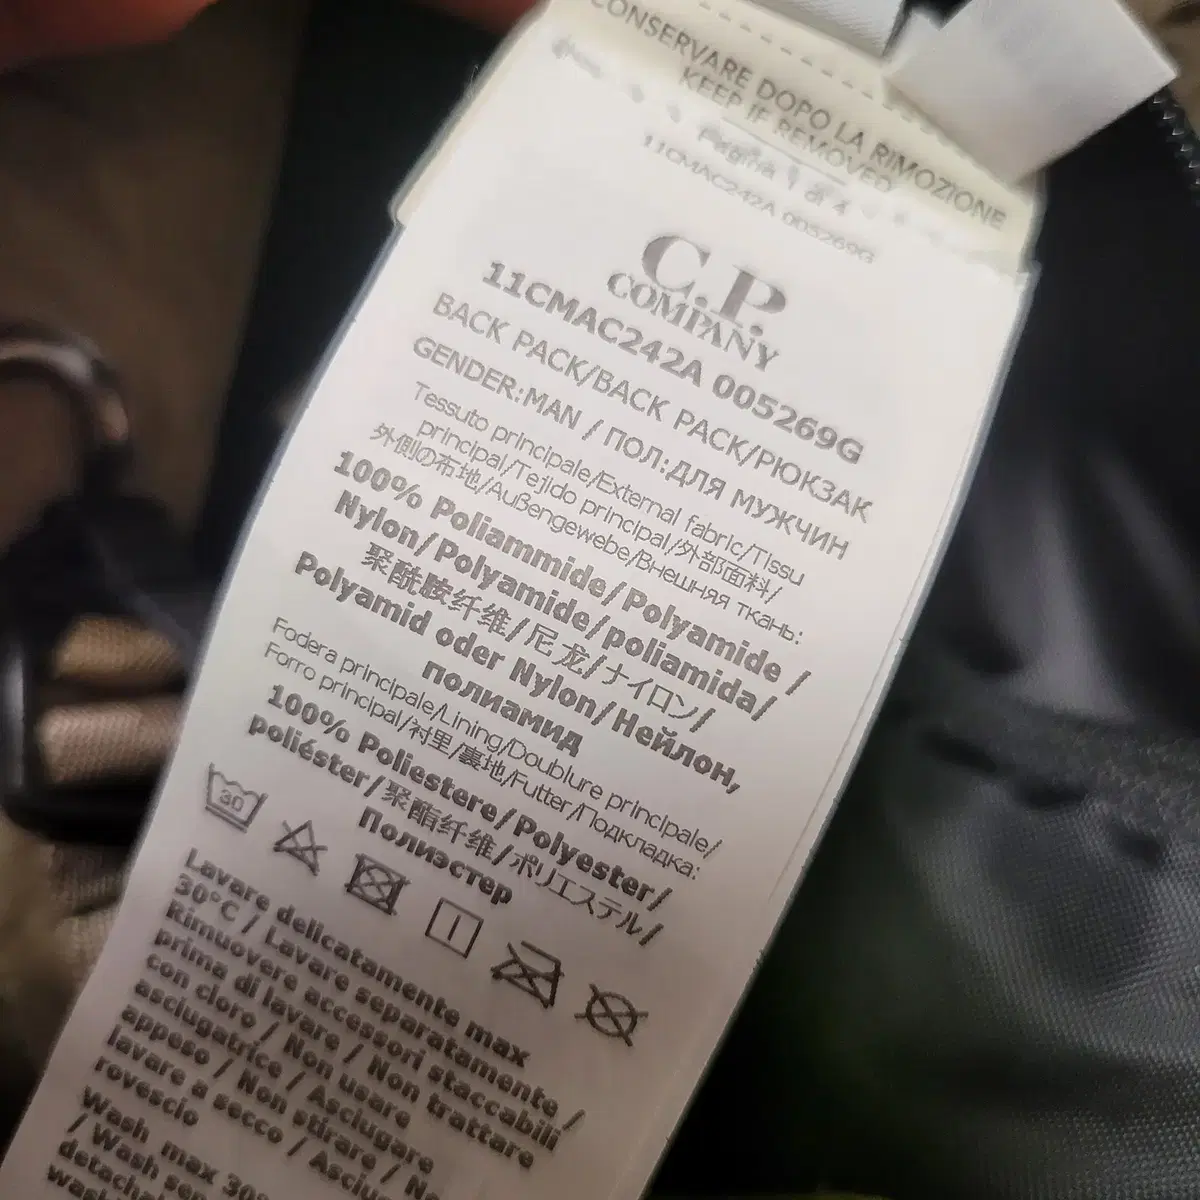 CONSERVARE DOPO LA RIMOZIONE
KEEP IF REMOVED
Pagina 1 di 4
11CMAC242A 005269G
C.P.
COMPANY
11CMAC242A 005269G
BACK PACK/BACK PACK/РЮКЗАК
GENDER:MAN / ПОЛ:ДЛЯ МУЖЧИН
Tessuto principale/External fabric/Tissu
principal/Tejido principal/外部面料/
外側の布地/Außengewebe/Внешняя ткань:
100% Poliammide/Polyamide /
Nylon/Polyamide/poliamida/
聚酰胺纤维/尼龙/ナイロン/
Polyamid oder Nylon/Нейлон,
полиамид
Fodera principale/Lining/Doublure principale/
Forro principal/衬里/裏地/Futter/Подкладка:
100% Poliestere/Polyester/
poliéster/聚酯纤维/ポリエステル/
Полиэстер
30
Lavare delicatamente max
30°C / Lavare separatamente /
Rimuovere accessori staccabili
prima di lavare / Non trattare
con cloro / Non usare
asciugatrice / Asciugare
appeso / Non stirare /
lavare a secco /
rovescio
Wash max 30°
/ Wash